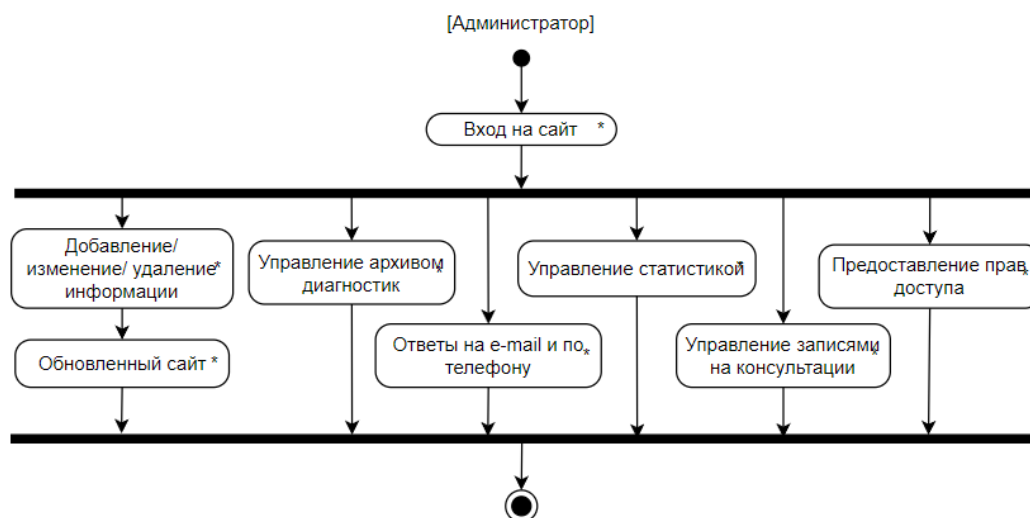 [Администратор]
Вход на сайт *
Добавление/
изменение/ удаление *
информации
Управление архивом *
диагностик
Управление статистикой *
Предоставление прав *
доступа
Обновленный сайт *
Ответы на e-mail и по *
телефону
Управление записями *
на консультации